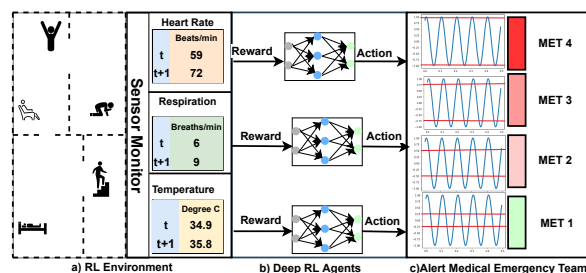 Sensor Monitor
Heart Rate
Beats/min
t 59
t+1 72
Respiration
Breaths/min
t 6
t+1 9
Temperature
Degree C
t 34.9
t+1 35.8
Reward
Action
Reward
Action
Reward
Action
MET 4
MET 3
MET 2
MET 1
a) RL Environment
b) Deep RL Agents
c)Alert Medical Emergency Team